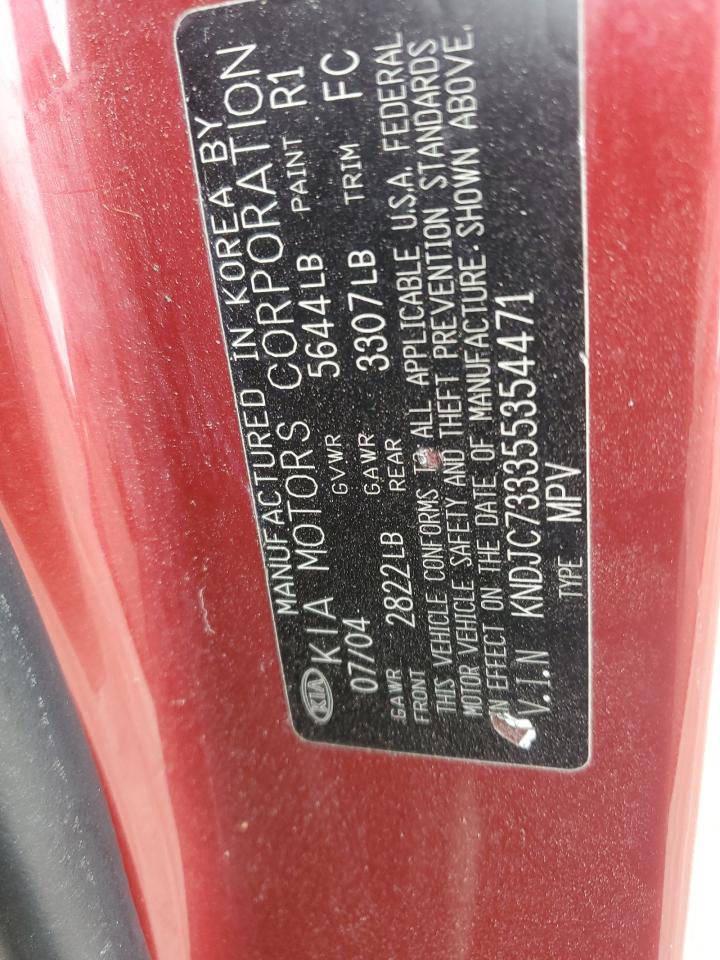 MANUFACTURED IN KOREA BY
KIA KIA MOTORS CORPORATION
07/04 GVWR 5644LB PAINT R1
GAWR FRONT 2822LB GAWR REAR 3307LB TRIM FC
THIS VEHICLE CONFORMS TO ALL APPLICABLE U.S.A. FEDERAL
MOTOR VEHICLE SAFETY AND THEFT PREVENTION STANDARDS
IN EFFECT ON THE DATE OF MANUFACTURE SHOWN ABOVE.
V.I.N KNDJC733355354471
TYPE MPV